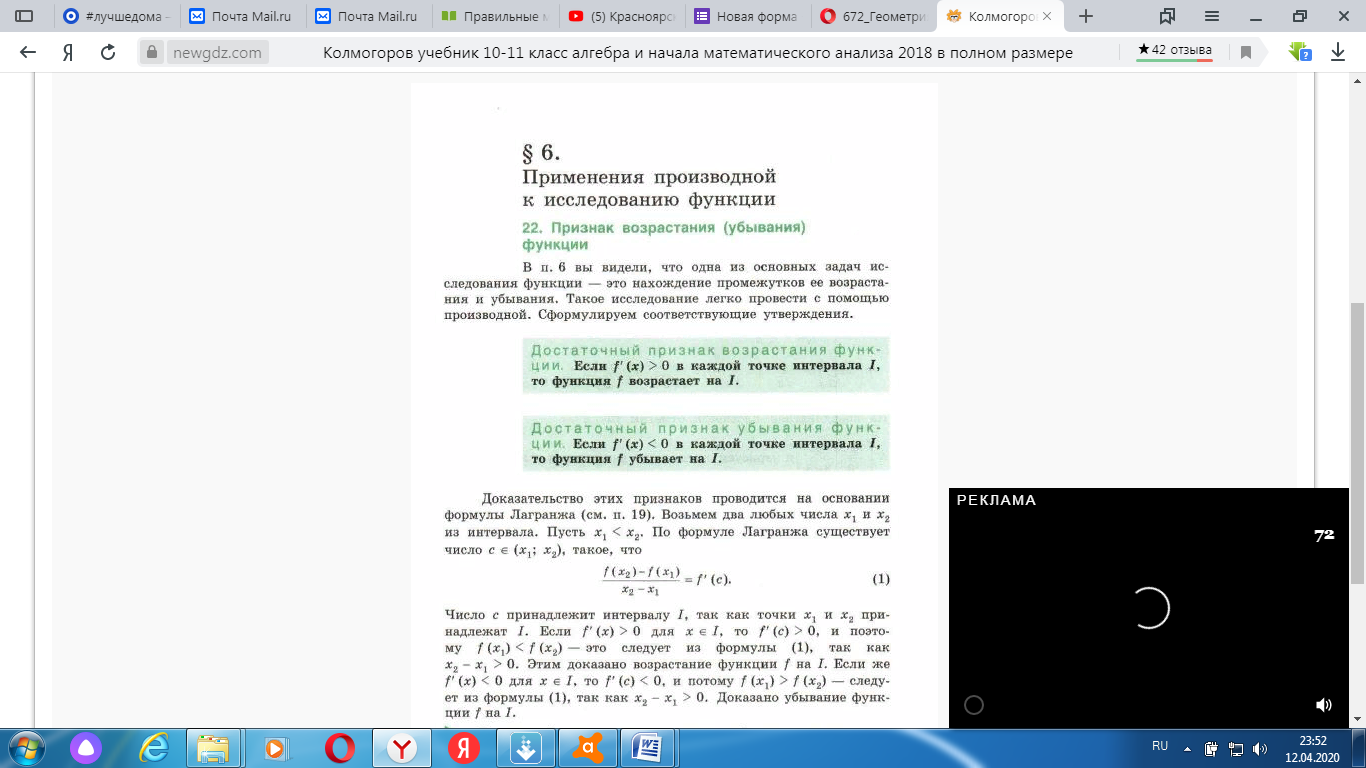 #лучшедома –
Почта Mail.ru
Почта Mail.ru
Правильные м
(5) Красноярск
Новая форма
672_Геометри
Колмогоров
newgdz.com
Колмогоров учебник 10-11 класс алгебра и начала математического анализа 2018 в полном размере
★42 отзыва
§ 6.
Применения производной
к исследованию функции
22. Признак возрастания (убывания)
функции
В п. 6 вы видели, что одна из основных задач ис-
следования функции — это нахождение промежутков ее возраста-
ния и убывания. Такое исследование легко провести с помощью
производной. Сформулируем соответствующие утверждения.
Достаточный признак возрастания функ-
ции. Если f′ (x) > 0 в каждой точке интервала I,
то функция f возрастает на I.
Достаточный признак убывания функ-
ции. Если f′ (x) < 0 в каждой точке интервала I,
то функция f убывает на I.
Доказательство этих признаков проводится на основании
формулы Лагранжа (см. п. 19). Возьмем два любых числа x₁ и x₂
из интервала. Пусть x₁ < x₂. По формуле Лагранжа существует
число c ∈ (x₁; x₂), такое, что
f (x₂) – f (x₁) / x₂ – x₁ = f′ (c). (1)
Число c принадлежит интервалу I, так как точки x₁ и x₂ при-
надлежат I. Если f′ (x) > 0 для x ∈ I, то f′ (c) > 0, и поэто-
му f (x₁) < f (x₂) — это следует из формулы (1), так как
x₂ – x₁ > 0. Этим доказано возрастание функции f на I. Если же
f′ (x) < 0 для x ∈ I, то f′ (c) < 0, и потому f (x₁) > f (x₂) — следу-
ет из формулы (1), так как x₂ – x₁ > 0. Доказано убывание функ-
ции f на I.
РЕКЛАМА
72
RU
23:52
12.04.2020